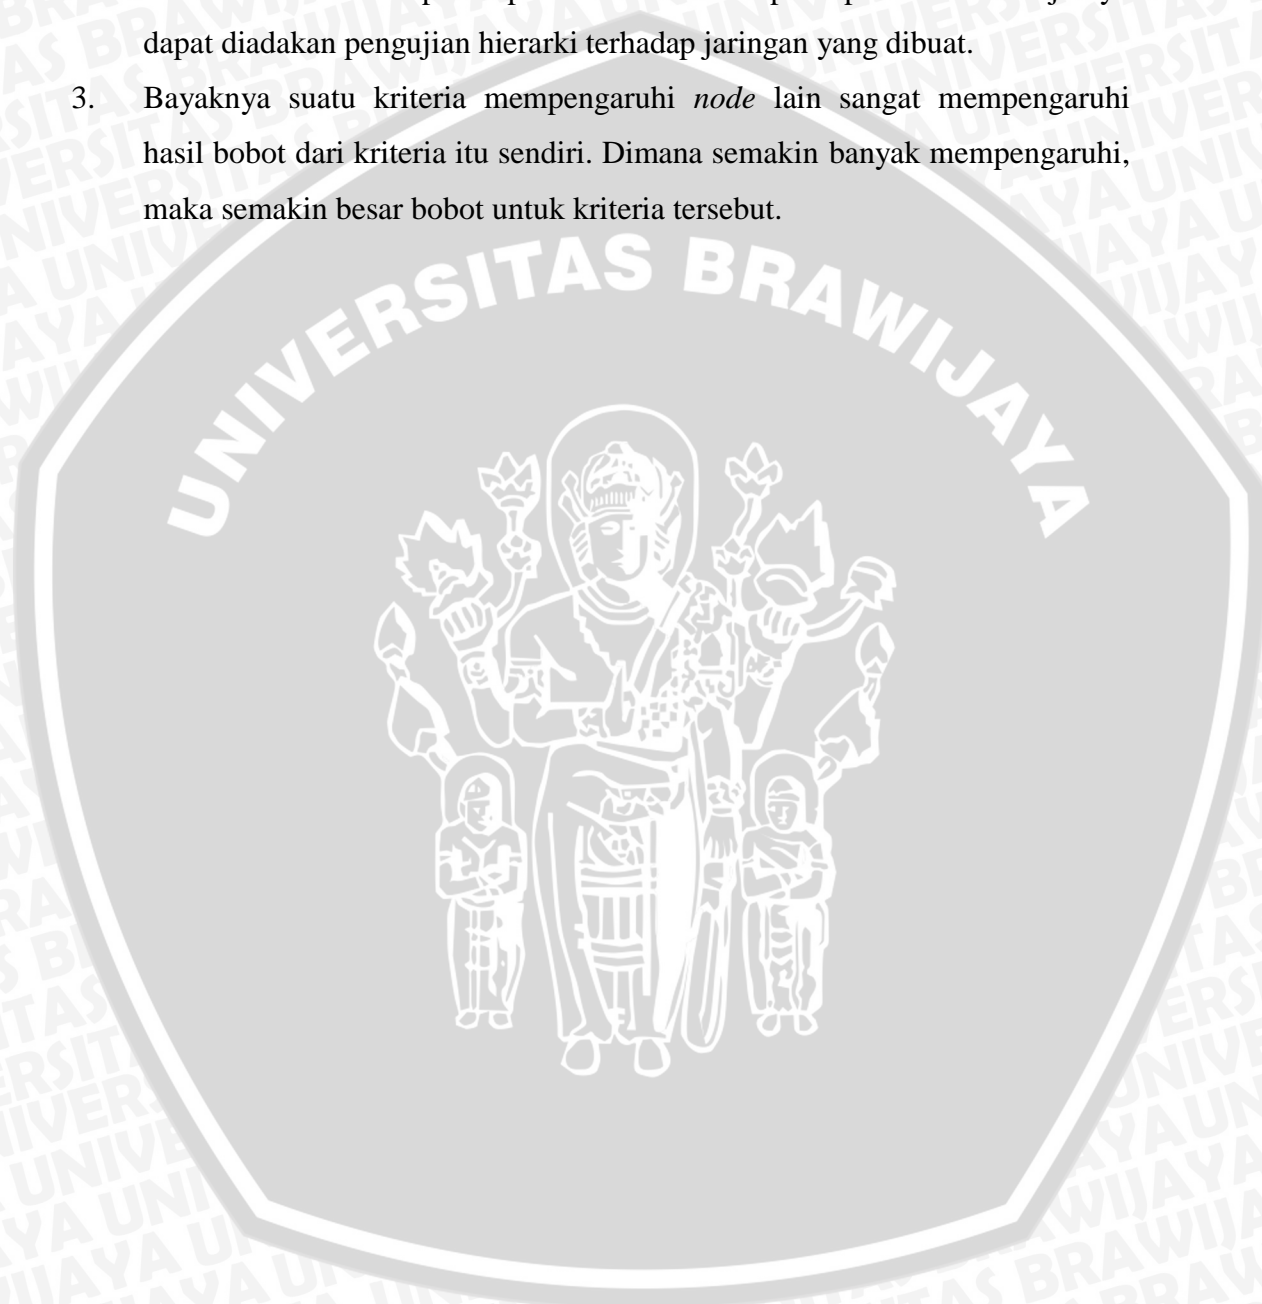 dapat diadakan pengujian hierarki terhadap jaringan yang dibuat.
3. Bayaknya suatu kriteria mempengaruhi node lain sangat mempengaruhi
hasil bobot dari kriteria itu sendiri. Dimana semakin banyak mempengaruhi,
maka semakin besar bobot untuk kriteria tersebut.
UNIVERSITAS BRAWIJAYA